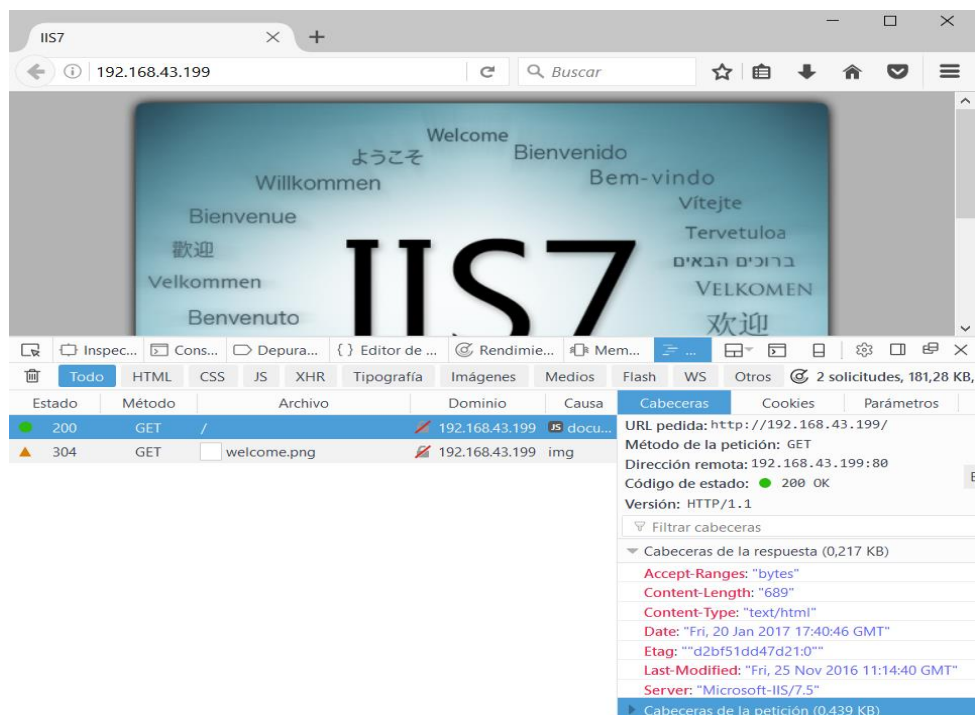 IIS7
192.168.43.199
Buscar
Welcome
ようこそ
Bienvenido
Willkommen
Bem-vindo
Vítejte
Bienvenue
Tervetuloa
歡迎
ברוכים הבאים
Velkommen
VELKOMEN
Benvenuto
欢迎
IIS7
Inspec... Cons... Depura... { } Editor de ... Rendimie... Mem... ...
Todo HTML CSS JS XHR Tipografía Imágenes Medios Flash WS Otros 2 solicitudes, 181,28 KB,
Estado Método Archivo Dominio Causa
200 GET / 192.168.43.199 JS docu...
304 GET welcome.png 192.168.43.199 img
Cabeceras Cookies Parámetros
URL pedida: http://192.168.43.199/
Método de la petición: GET
Dirección remota: 192.168.43.199:80
Código de estado: 200 OK
Versión: HTTP/1.1
Filtrar cabeceras
Cabeceras de la respuesta (0,217 KB)
Accept-Ranges: "bytes"
Content-Length: "689"
Content-Type: "text/html"
Date: "Fri, 20 Jan 2017 17:40:46 GMT"
Etag: ""d2bf51dd47d21:0""
Last-Modified: "Fri, 25 Nov 2016 11:14:40 GMT"
Server: "Microsoft-IIS/7.5"
Cabeceras de la petición (0,439 KB)